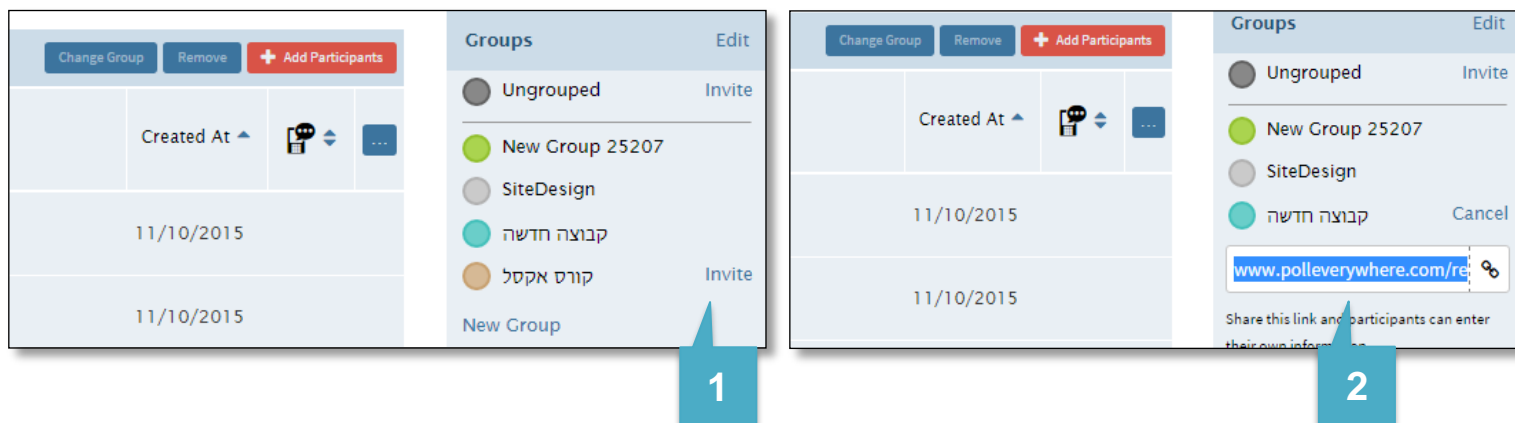 Change Group Remove Add Participants
Created At ...
11/10/2015
11/10/2015
Groups Edit
Ungrouped Invite
New Group 25207
SiteDesign
קבוצה חדשה
קורס אקסל Invite
New Group
1
Change Group Remove Add Participants
Created At ...
11/10/2015
11/10/2015
Groups Edit
Ungrouped Invite
New Group 25207
SiteDesign
קבוצה חדשה Cancel
www.polleverywhere.com/re
Share this link and participants can enter
their own information
2